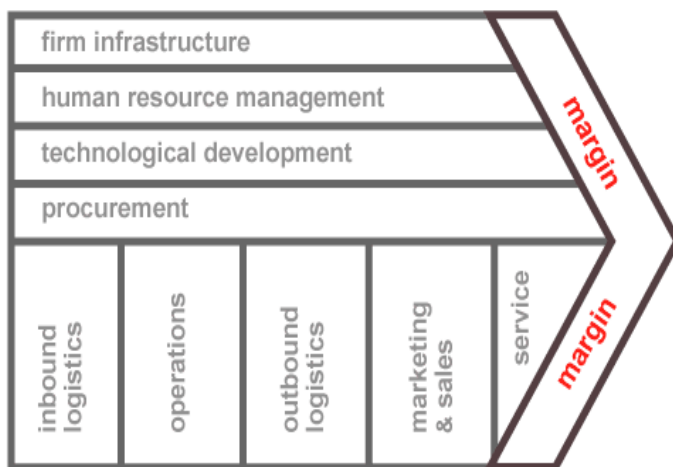 firm infrastructure
human resource management
technological development
procurement
inbound
logistics
operations
outbound
logistics
marketing
& sales
service
margin
margin